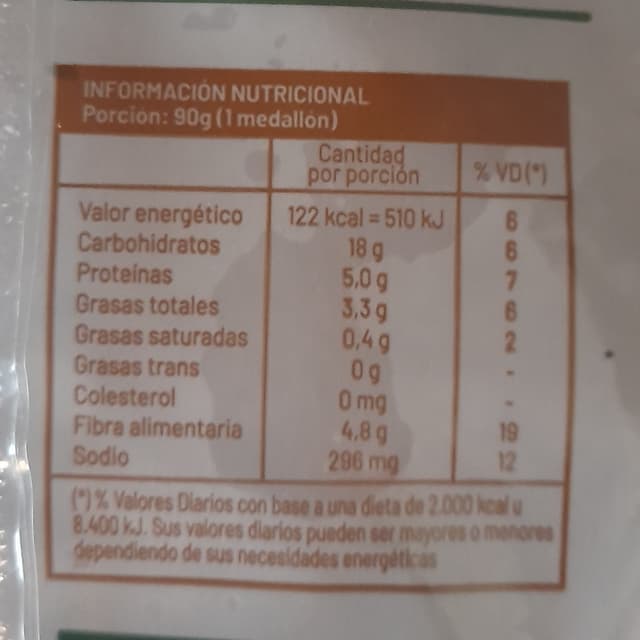 INFORMACIÓN NUTRICIONAL
Porción: 90g (1 medallón)
Cantidad
por porción
% VD(*)
Valor energético 122 kcal = 510 kJ 6
Carbohidratos 18 g 6
Proteínas 5,0 g 7
Grasas totales 3,3 g 6
Grasas saturadas 0,4 g 2
Grasas trans 0 g -
Colesterol 0 mg -
Fibra alimentaria 4,8 g 19
Sodio 286 mg 12
(*) % Valores Diarios con base a una dieta de 2.000 kcal u
8.400 kJ. Sus valores diarios pueden ser mayores o menores
dependiendo de sus necesidades energéticas